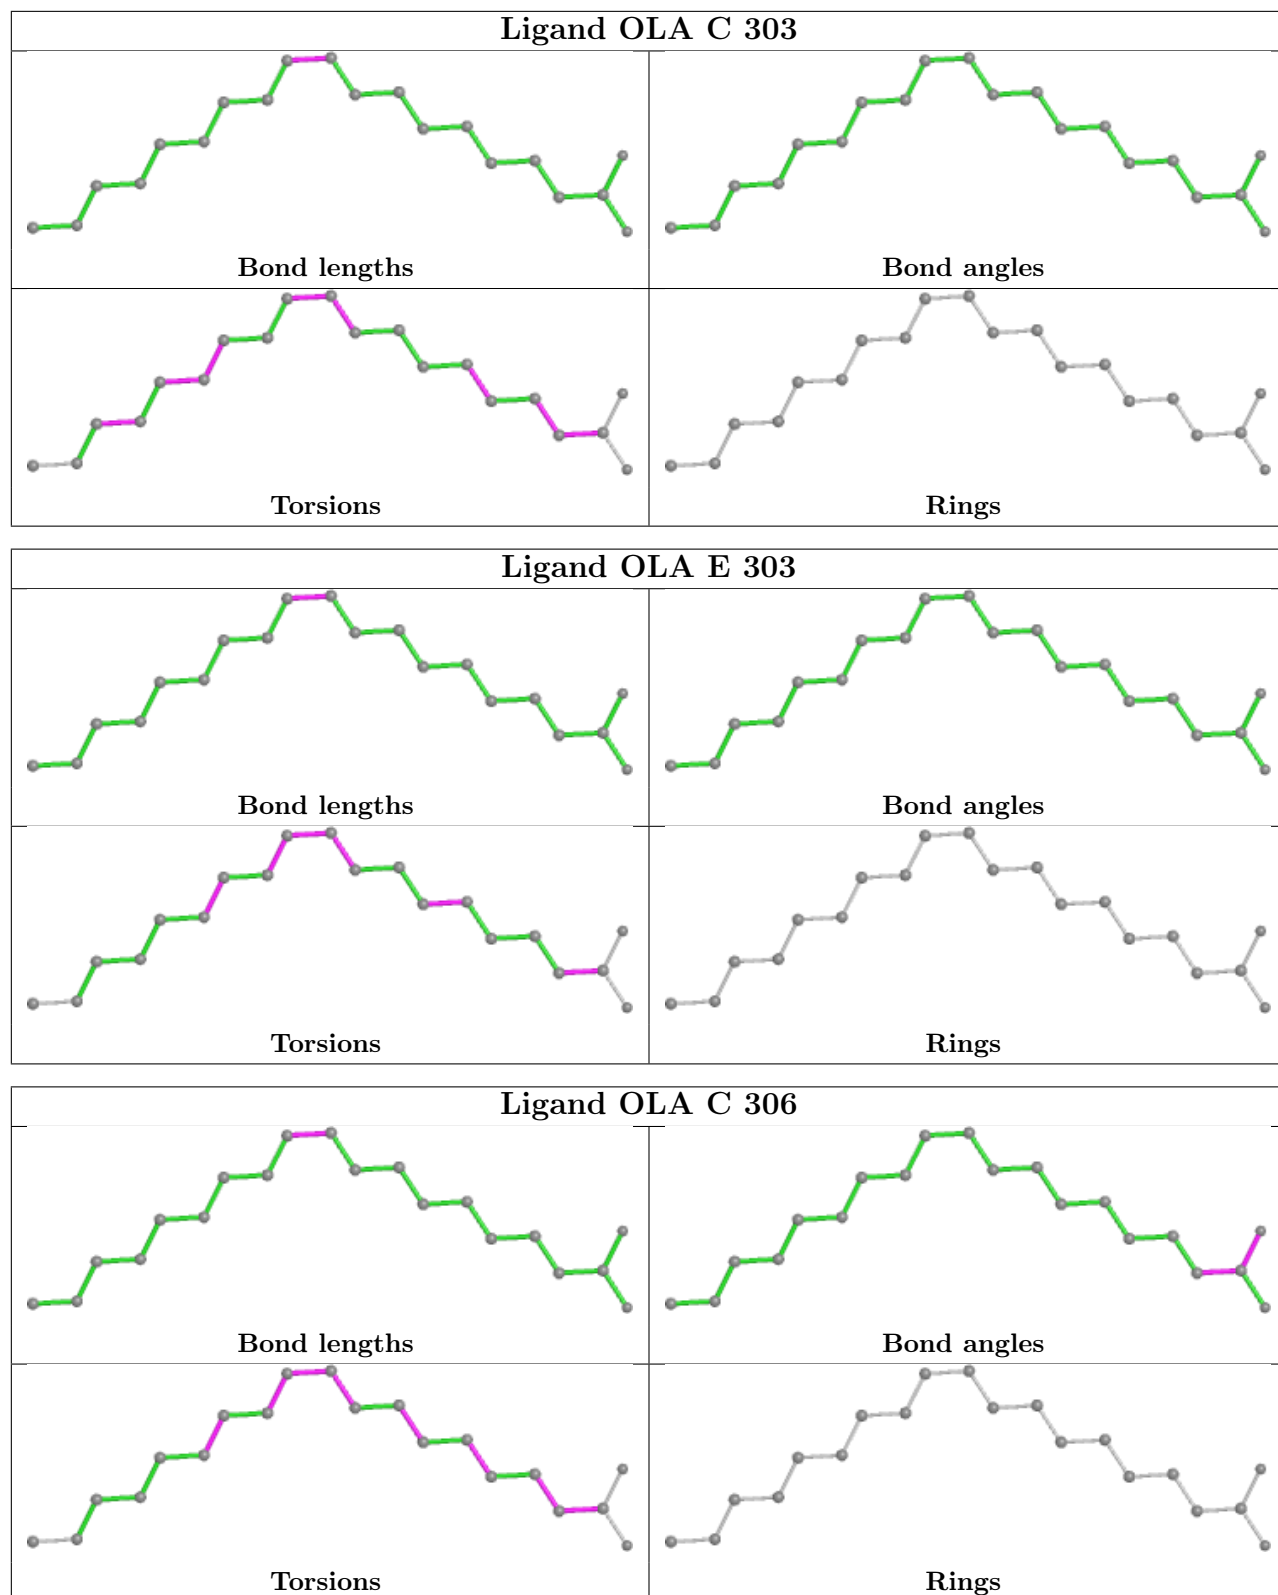 Ligand OLA C 303
Bond lengths
Bond angles
Torsions
Rings
Ligand OLA E 303
Bond lengths
Bond angles
Torsions
Rings
Ligand OLA C 306
Bond lengths
Bond angles
Torsions
Rings